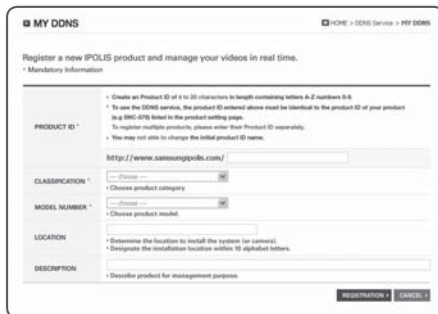 MY DDNS
HOME > DDNS Service > MY DDNS
Register a new IPOLIS product and manage your videos in real time.
* Mandatory Information
PRODUCT ID *
› Create an Product ID of 4 to 20 characters in length containing letters A-Z numbers 0-9.
* To use the DDNS service, the product ID entered above must be identical to the product ID of your product
(e.g SNC-570) listed in the product setting page.
To register multiple products, please enter their Product ID separately.
› You may not able to change the initial product ID name.
http://www.samsungipolis.com/
CLASSIFICATION *
--- choose ---
› Choose product category
MODEL NUMBER *
--- choose ---
› Choose product model.
LOCATION
› Determine the location to install the system (or camera).
› Designate the installation location within 10 alphabet letters.
DESCRIPTION
› Describe product for management purpose.
REGISTRATION ›
CANCEL ›